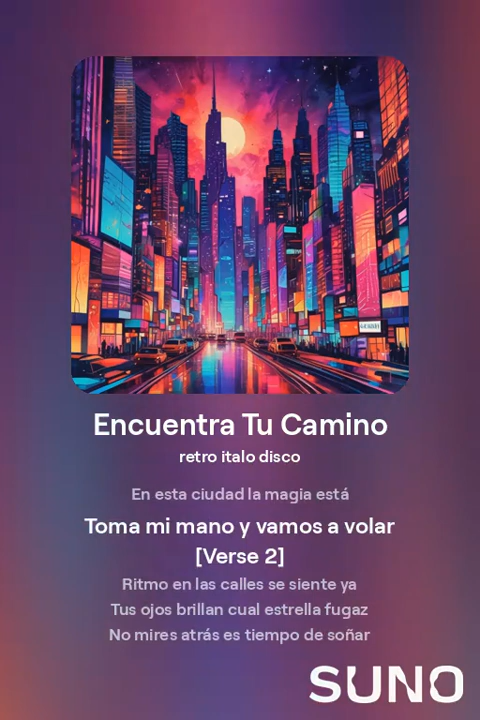 Encuentra Tu Camino
retro italo disco
En esta ciudad la magia está
Toma mi mano y vamos a volar
[Verse 2]
Ritmo en las calles se siente ya
Tus ojos brillan cual estrella fugaz
No mires atrás es tiempo de soñar
SUNO